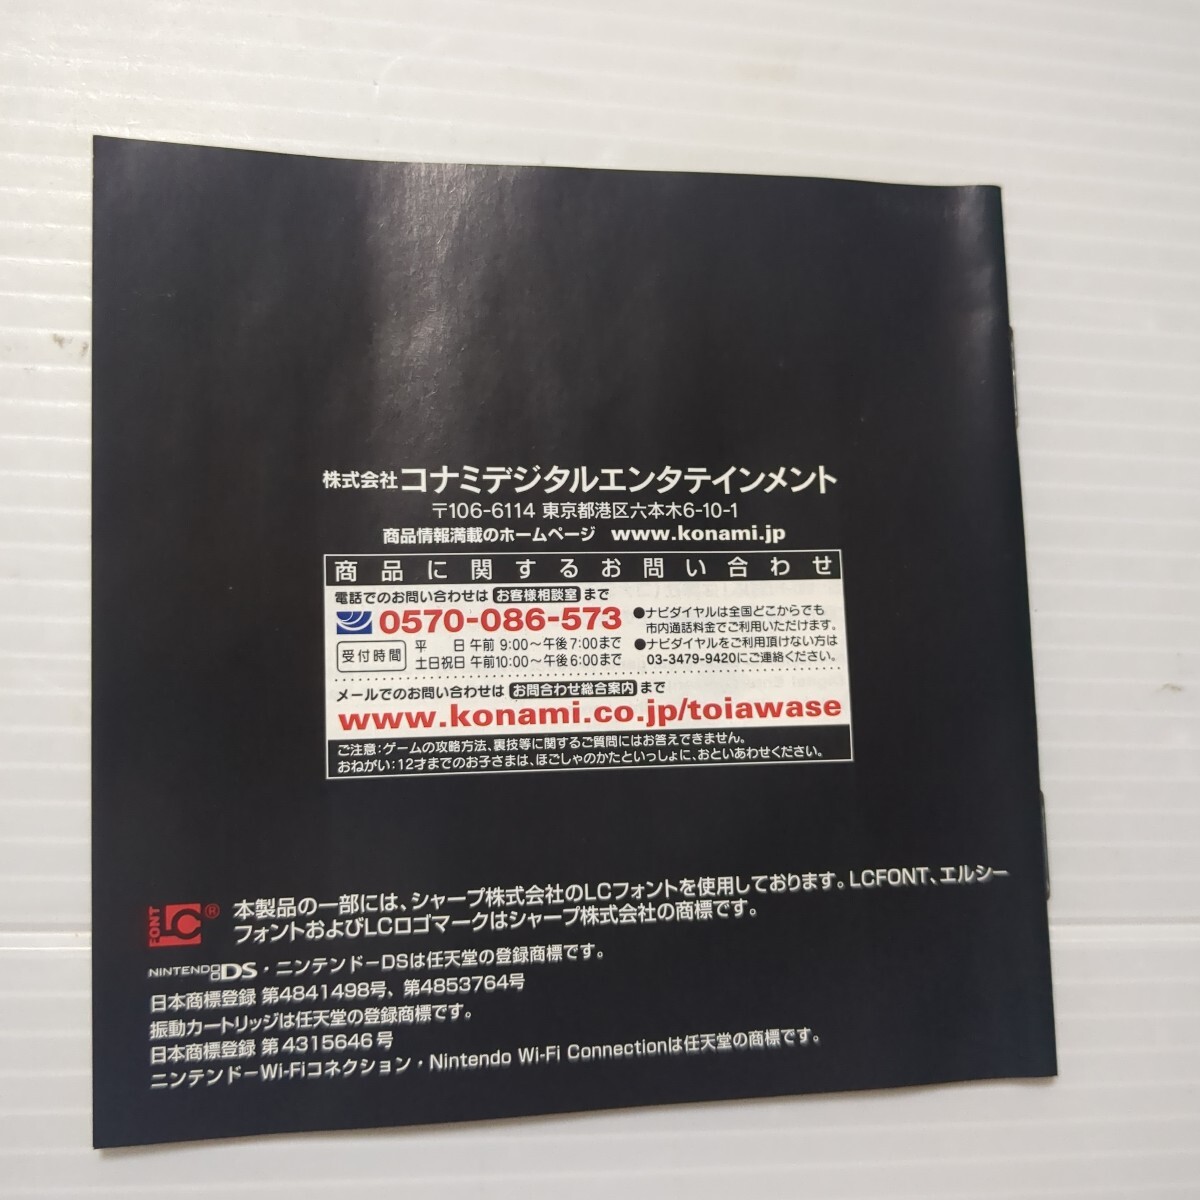 株式会社 コナミデジタルエンタテインメント
〒106-6114 東京都港区六本木6-10-1
商品情報満載のホームページ www.konami.jp
商品に関するお問い合わせ
電話でのお問い合わせは お客様相談室 まで
0570-086-573
受付時間 平日 午前 9:00〜午後7:00まで
土日祝日 午前10:00〜午後6:00まで
●ナビダイヤルは全国どこからでも
市内通話料金でご利用いただけます。
●ナビダイヤルをご利用頂けない方は
03-3479-9420にご連絡ください。
メールでのお問い合わせは お問合わせ総合案内 まで
www.konami.co.jp/toiawase
ご注意:ゲームの攻略方法、裏技等に関するご質問にはお答えできません。
おねがい:12才までのお子さまは、ほごしゃのかたといっしょに、おといあわせください。
FONT LC® 本製品の一部には、シャープ株式会社のLCフォントを使用しております。LCFONT、エルシー
フォントおよびLCロゴマークはシャープ株式会社の商標です。
NINTENDO DS・ニンテンドーDSは任天堂の登録商標です。
日本商標登録 第4841498号、第4853764号
振動カートリッジは任天堂の登録商標です。
日本商標登録 第4315646号
ニンテンドーWi-Fiコネクション・Nintendo Wi-Fi Connectionは任天堂の商標です。